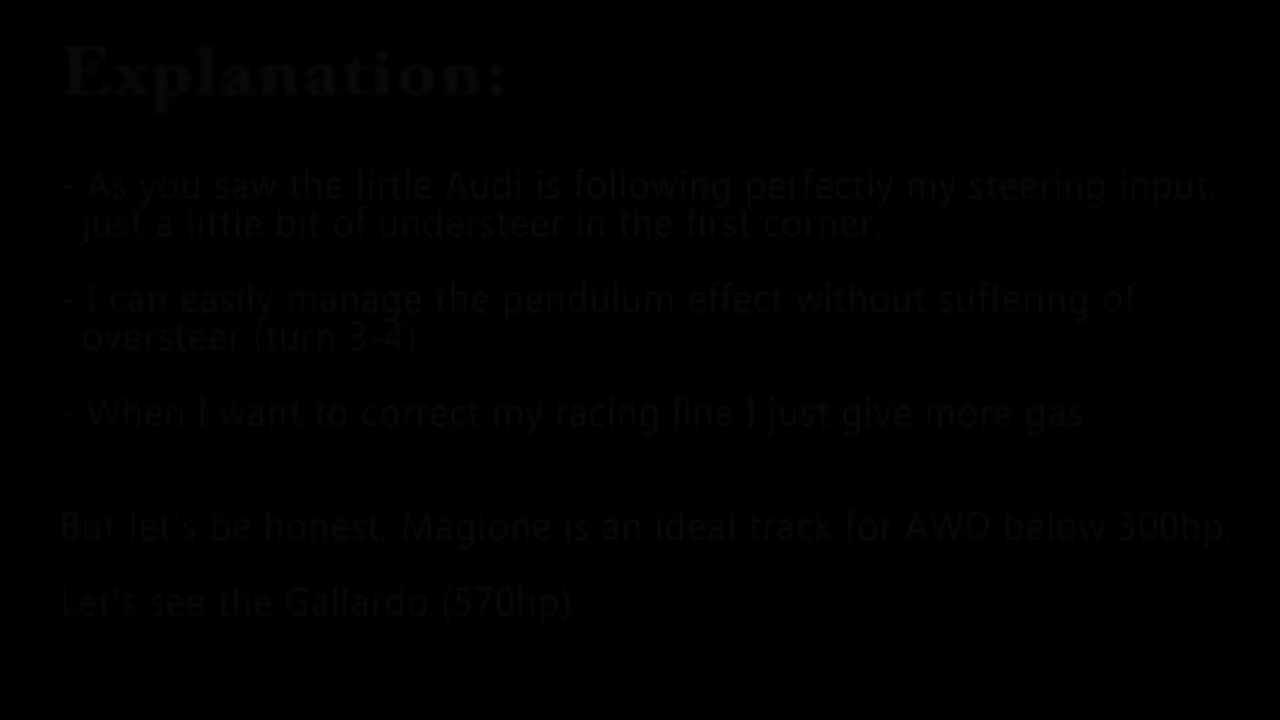 Explanation:
- As you saw the little Audi is following perfectly my steering input,
just a little bit of understeer in the first corner.
- I can easily manage the pendulum effect without suffering of
oversteer (turn 3-4)
- When I want to correct my racing line I just give more gas
But let's be honest, Magione is an ideal track for AWD below 300hp.
Let's see the Gallardo (570hp)